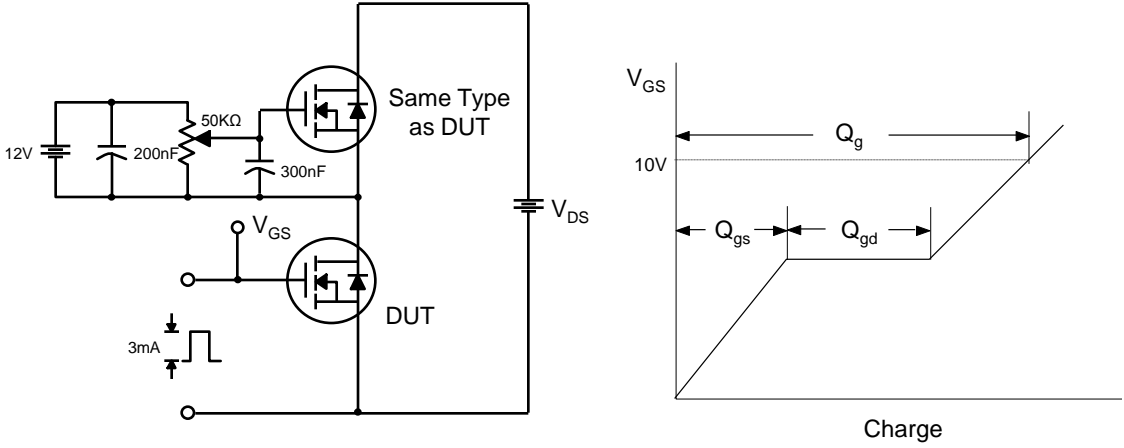 Same Type
as DUT
50KΩ
12V
200nF
300nF
V_GS
V_DS
DUT
3mA
V_GS
Q_g
10V
Q_gs
Q_gd
Charge